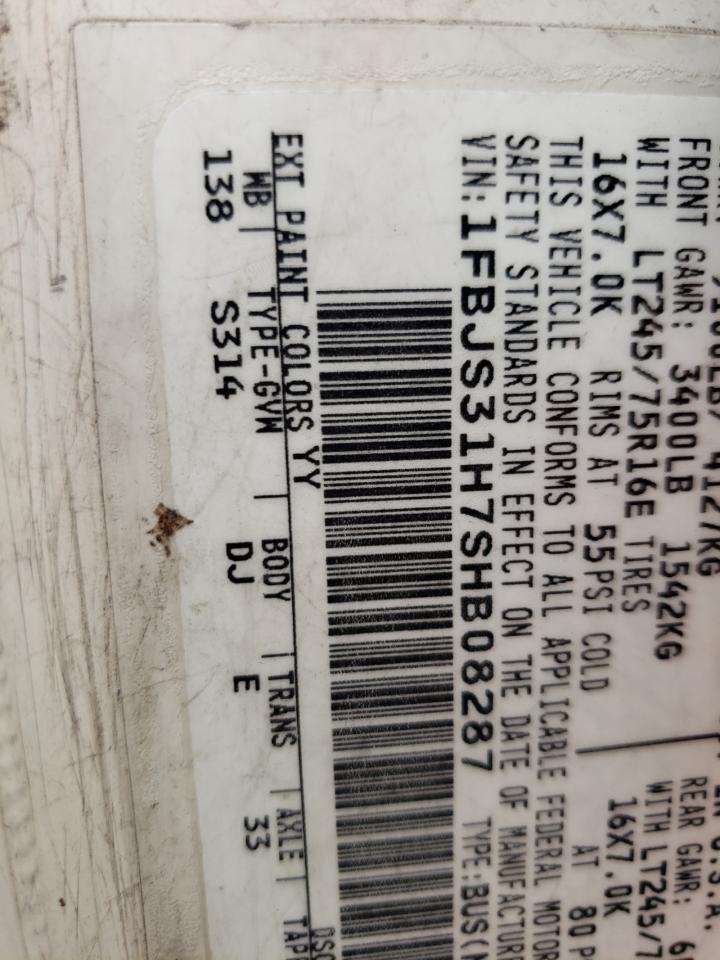 4127KG
FRONT GAWR: 3400LB 1542KG
WITH LT245/75R16E TIRES
16X7.0K RIMS AT 55PSI COLD
REAR GAWR:
WITH LT245/7
16X7.0K
AT 80
THIS VEHICLE CONFORMS TO ALL APPLICABLE FEDERAL MOTOR
SAFETY STANDARDS IN EFFECT ON THE DATE OF MANUFACTURE
VIN:1FBJS31H7SHB08287 TYPE:BUS
EXT PAINT COLORS YY
WB | TYPE-GVM | BODY | TRANS | AXLE |
138 S314 DJ E 33